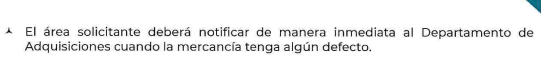 El área solicitante deberá notificar de manera inmediata al Departamento de
Adquisiciones cuando la mercancía tenga algún defecto.